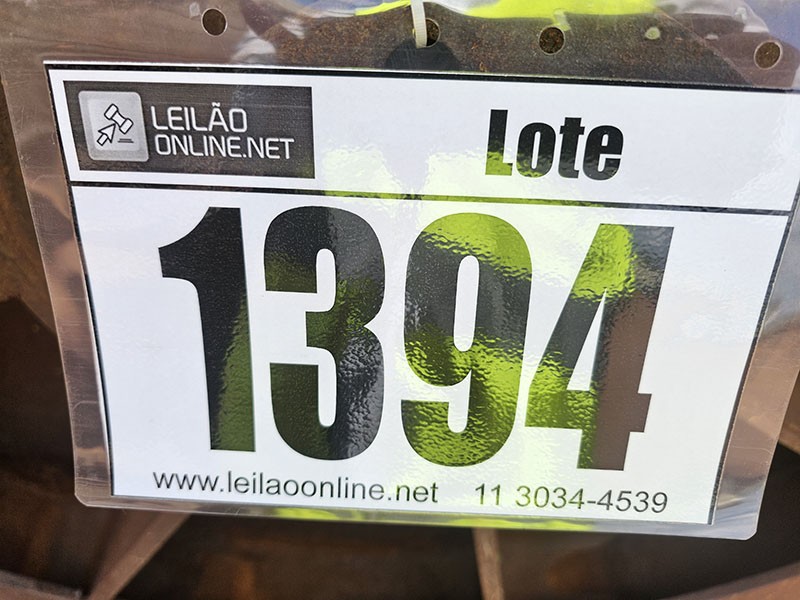 LEILÃO
ONLINE.NET
Lote
1394
www.leilaoonline.net 11 3034-4539